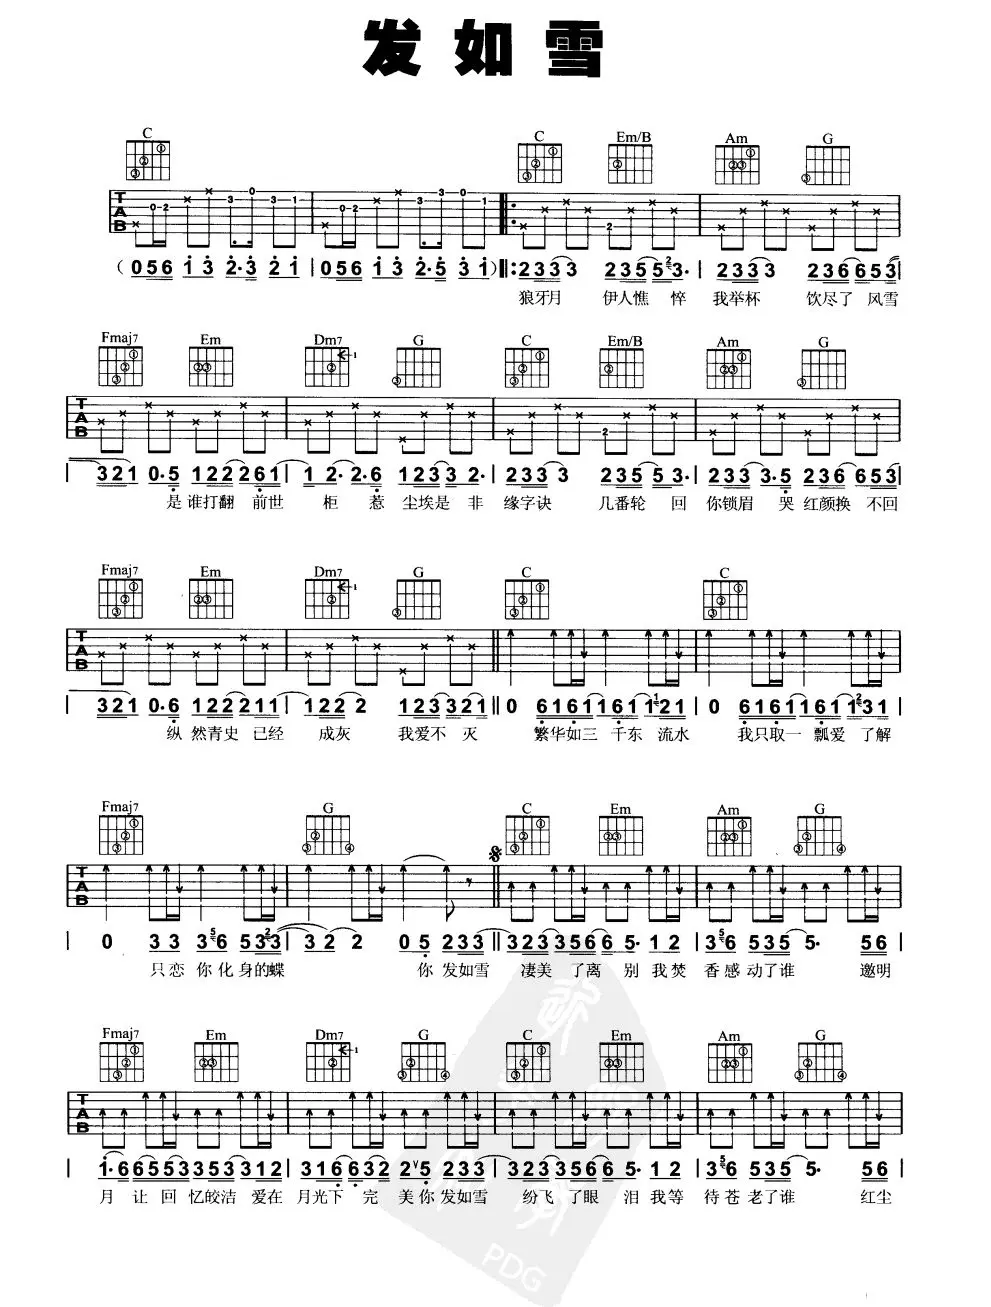 发如雪
C C Em/B Am G
TAB
(0 5 6 1 3 2·3 2 1 | 0 5 6 1 3 2·5 3 1) ‖: 2 3 3 3 2 3 5 5 3· | 2 3 3 3 2 3 6 6 5 3
狼牙月 伊人憔 悴 我举杯 饮尽了 风雪
Fmaj7 Em Dm7 G C Em/B Am G
TAB
| 3 2 1 0·5 1 2 2 2 6 1 | 1 2· 2·6 1 2 3 3 2· | 2 3 3 3 2 3 5 5 3· | 2 3 3 3·5 2 3 6 6 5 3
是谁打翻 前世 柜 惹 尘埃是 非 缘字诀 几番轮 回 你锁眉 哭 红颜换 不回
Fmaj7 Em Dm7 G C C
TAB
| 3 2 1 0·6 1 2 2 2 2 1 1 | 1 2 2 2 1 2 3 3 2 1 ‖ 0 6 1 6 1 1 6 1 1 2 1 | 0 6 1 6 1 1 6 1 1 3 1 |
纵 然青史 已经 成灰 我爱不 灭 繁华如三 千东 流水 我只取一 瓢爱 了解
Fmaj7 G C Em Am G
TAB
| 0 3 3 3 6 5 3 3 | 3 2 2 0 5 2 3 3 ‖ 3 2 3 3 5 6 6 5· 1 2 | 3 6 5 3 5 5· 5 6
只恋 你化身的蝶 你 发如雪 凄美 了离 别 我焚 香感动了谁 邀明
Fmaj7 Em Dm7 G C Em Am G
TAB
| 1·6 6 5 5 3 3 5 3 3 1 2 | 3 1 6 6 3 2 2 5 2 3 3 | 3 2 3 3 5 6 6 5· 1 2 | 3 6 5 3 5 5· 5 6
月 让 回 忆皎洁 爱在 月光下 完 美你发如雪 纷飞 了眼 泪 我等 待苍老了谁 红尘
PDG